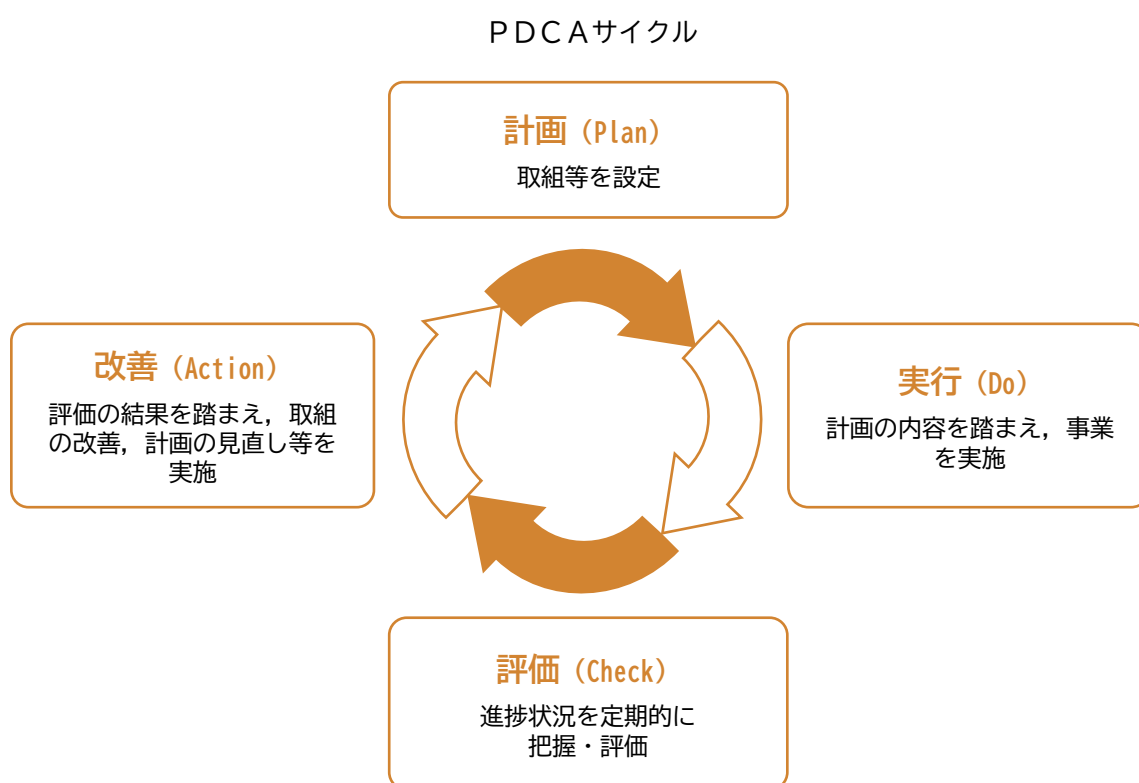 ＰＤＣＡサイクル
計画（Plan）
取組等を設定
実行（Do）
計画の内容を踏まえ，事業
を実施
評価（Check）
進捗状況を定期的に
把握・評価
改善（Action）
評価の結果を踏まえ，取組
の改善，計画の見直し等を
実施